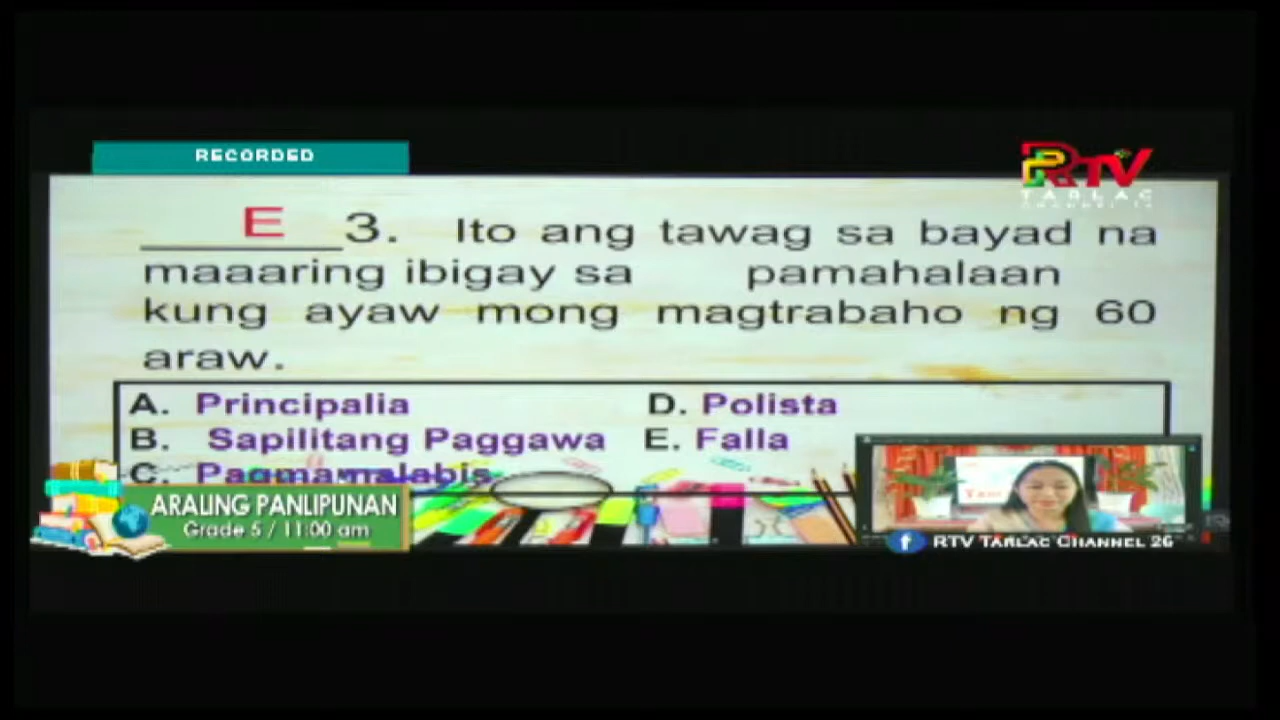 RECORDED
RTV
TARLAC
E 3. Ito ang tawag sa bayad na
maaaring ibigay sa pamahalaan
kung ayaw mong magtrabaho ng 60
araw.
A. Principalia D. Polista
B. Sapilitang Paggawa E. Falla
C. Pagmamalabis
ARALING PANLIPUNAN
Grade 5 / 11:00 am
f RTV TARLAC CHANNEL 26